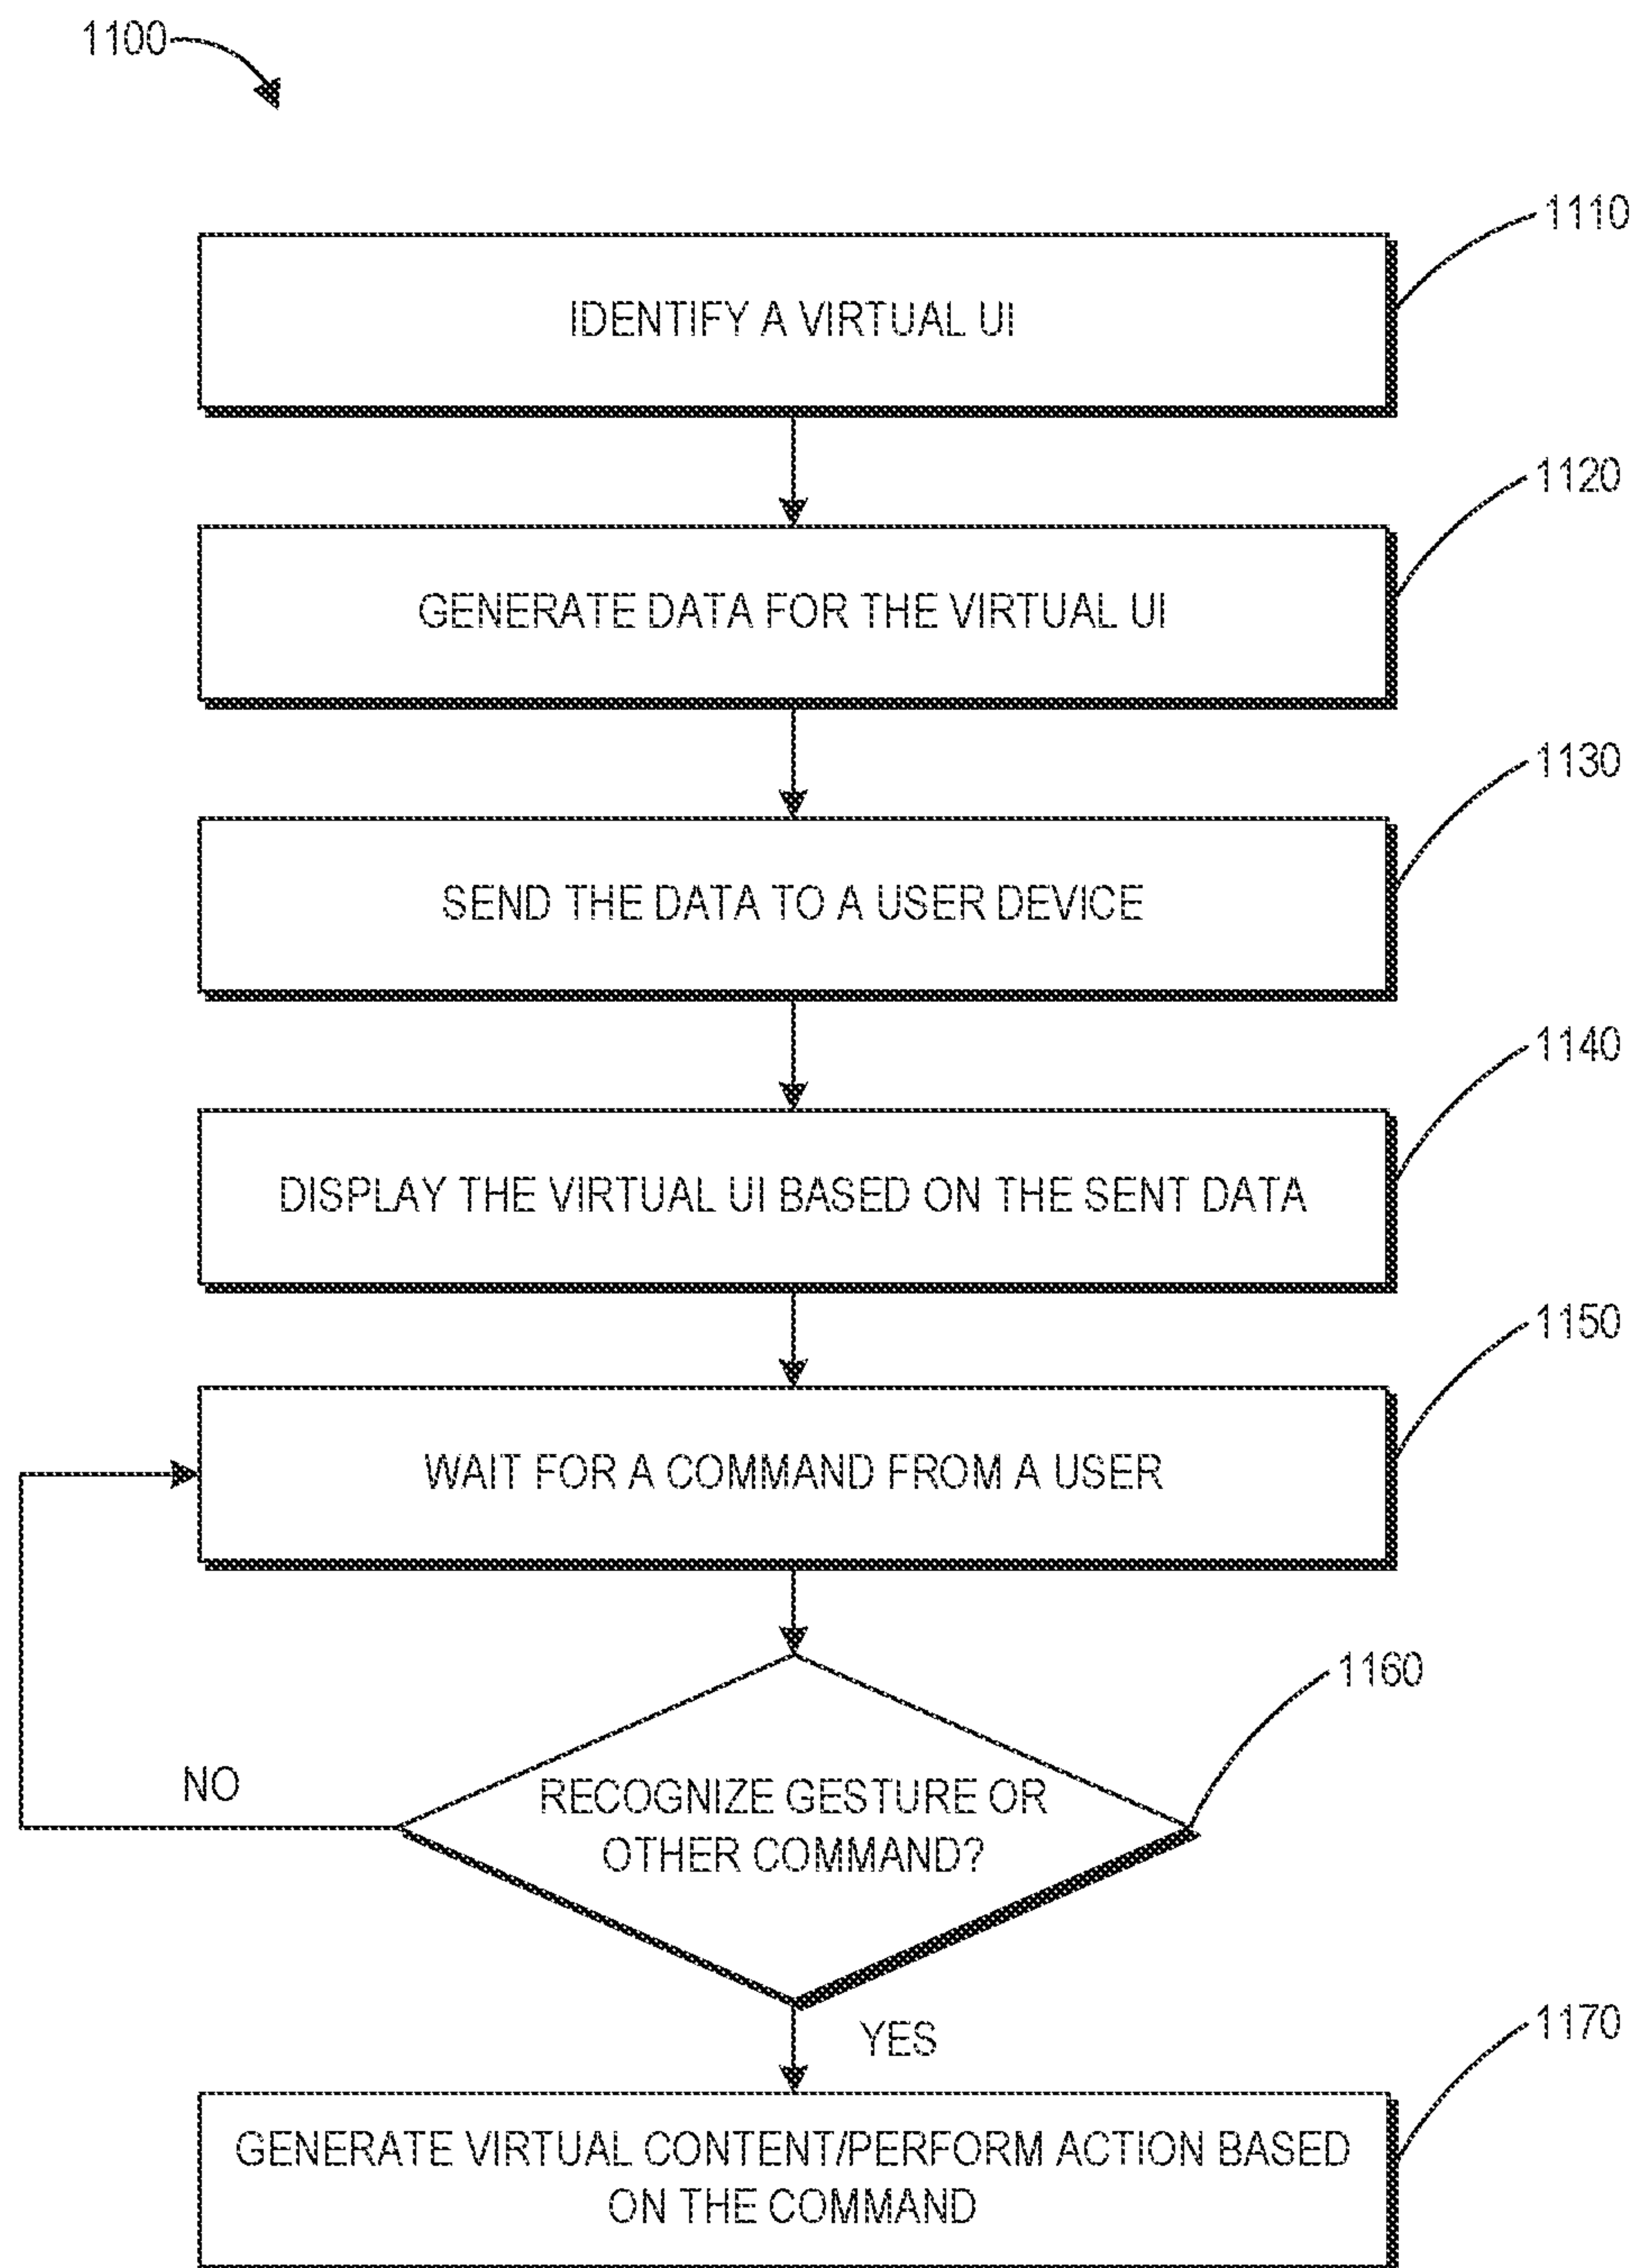 1100
1110
IDENTIFY A VIRTUAL UI
1120
GENERATE DATA FOR THE VIRTUAL UI
1130
SEND THE DATA TO A USER DEVICE
1140
DISPLAY THE VIRTUAL UI BASED ON THE SENT DATA
1150
WAIT FOR A COMMAND FROM A USER
1160
NO
RECOGNIZE GESTURE OR
OTHER COMMAND?
YES
1170
GENERATE VIRTUAL CONTENT/PERFORM ACTION BASED
ON THE COMMAND